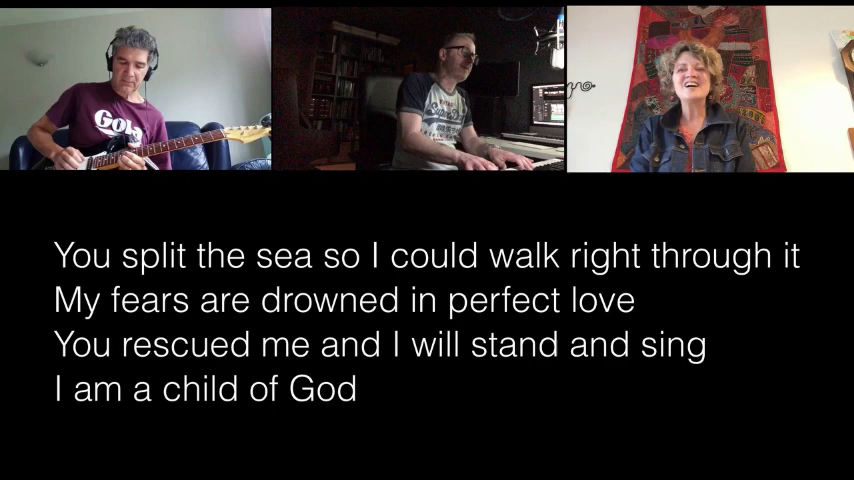 Gola
You split the sea so I could walk right through it
My fears are drowned in perfect love
You rescued me and I will stand and sing
I am a child of God